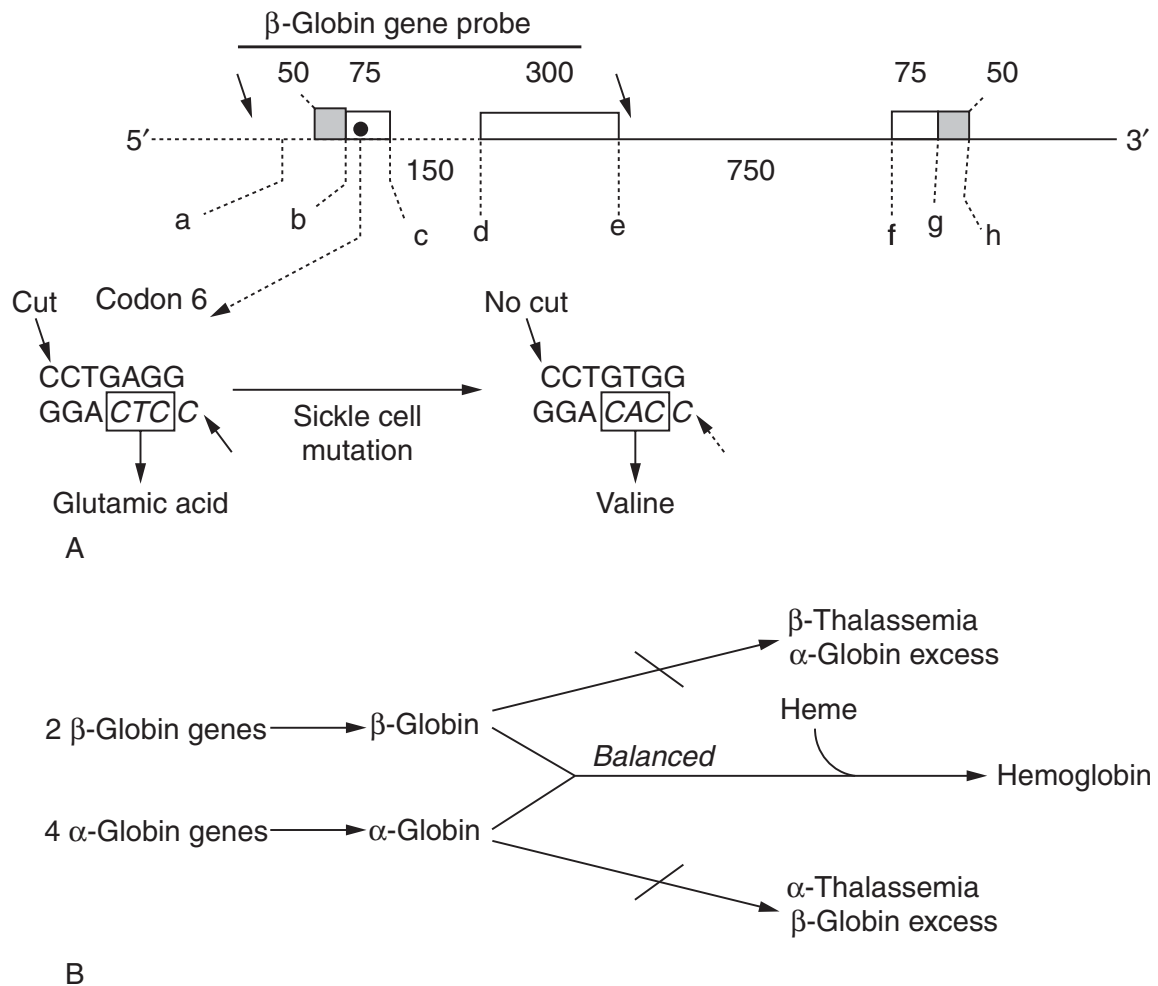 β-Globin gene probe
50 75 300 75 50
5′ 3′
150 750
a b c d e f g h
Codon 6
Cut No cut
CCTGAGG CCTGTGG
GGA CTC C GGA CAC C
Sickle cell
mutation
Glutamic acid Valine
A
β-Thalassemia
α-Globin excess
Heme
2 β-Globin genes β-Globin
Balanced
Hemoglobin
4 α-Globin genes α-Globin
α-Thalassemia
β-Globin excess
B